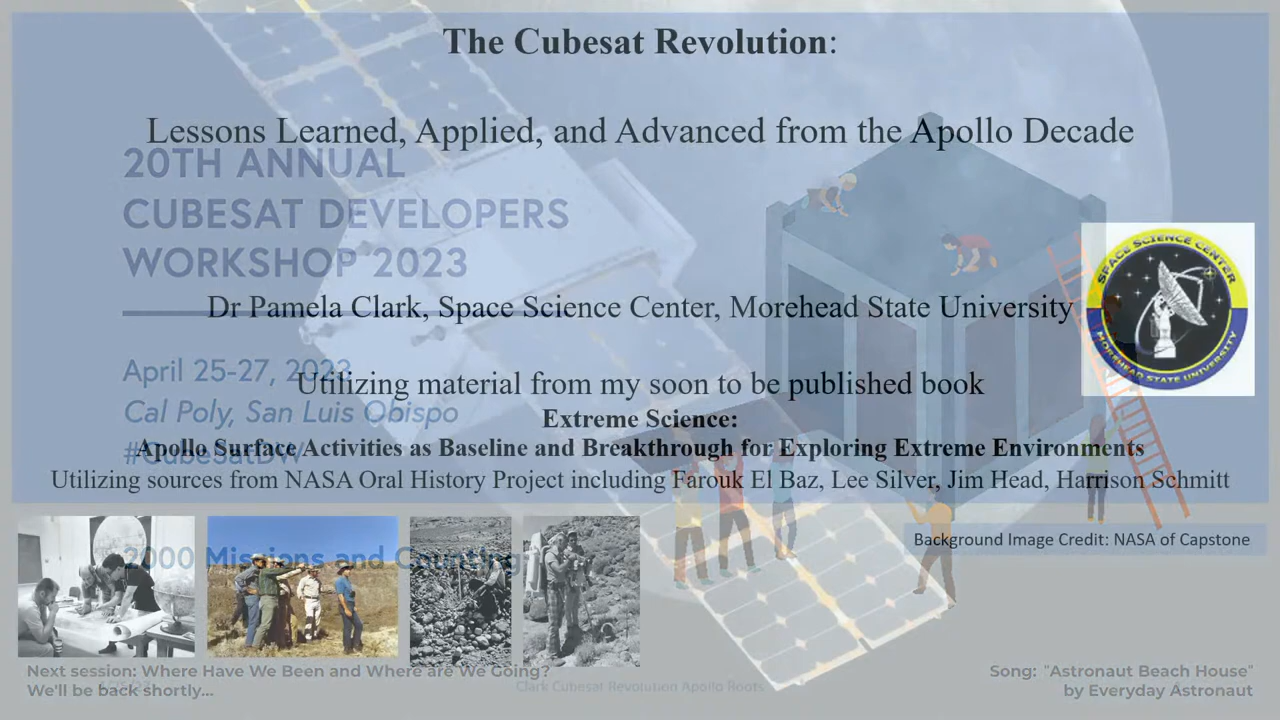 The Cubesat Revolution:
Lessons Learned, Applied, and Advanced from the Apollo Decade
20TH ANNUAL
CUBESAT DEVELOPERS
WORKSHOP 2023
Dr Pamela Clark, Space Science Center, Morehead State University
SPACE SCIENCE CENTER
MOREHEAD STATE UNIVERSITY
April 25-27, 2023
Utilizing material from my soon to be published book
Cal Poly, San Luis Obispo
Extreme Science:
Apollo Surface Activities as Baseline and Breakthrough for Exploring Extreme Environments
#CubeSatDW
Utilizing sources from NASA Oral History Project including Farouk El Baz, Lee Silver, Jim Head, Harrison Schmitt
Background Image Credit: NASA of Capstone
2000 Missions and Counting
Next session: Where Have We Been and Where are We Going?
We'll be back shortly...
Clark Cubesat Revolution Apollo Roots
Song: "Astronaut Beach House"
by Everyday Astronaut